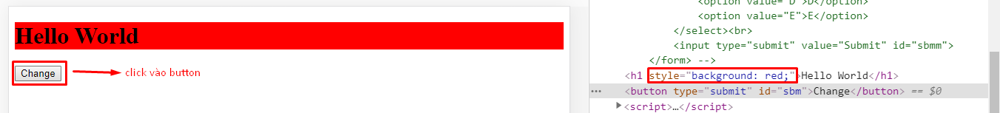 Hello World
Change
click vào button
<option value="D">D</option>
<option value="E">E</option>
</select><br>
<input type="submit" value="Submit" id="sbmm">
</form> -->
<h1 style="background: red;">Hello World</h1>
… <button type="submit" id="sbm">Change</button> == $0
<script>…</script>